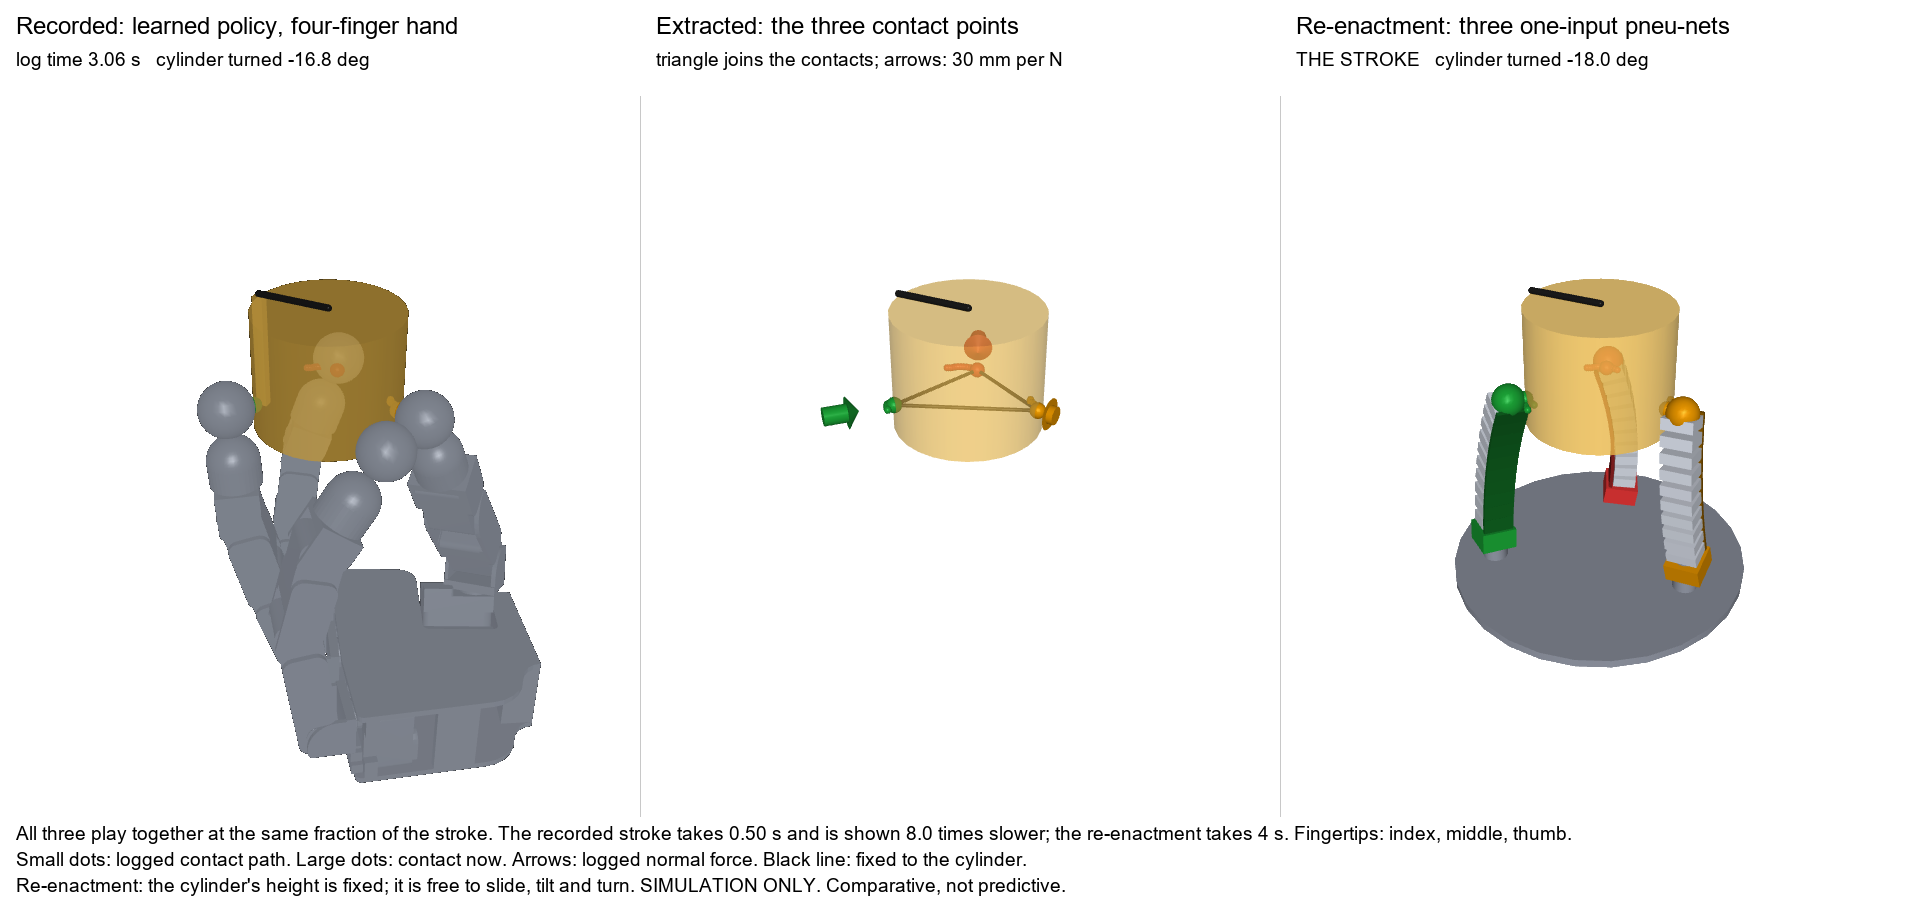 Recorded: learned policy, four-finger hand
log time 3.06 s   cylinder turned -16.8 deg
Extracted: the three contact points
triangle joins the contacts; arrows: 30 mm per N
Re-enactment: three one-input pneu-nets
THE STROKE   cylinder turned -18.0 deg
All three play together at the same fraction of the stroke. The recorded stroke takes 0.50 s and is shown 8.0 times slower; the re-enactment takes 4 s. Fingertips: index, middle, thumb.
Small dots: logged contact path. Large dots: contact now. Arrows: logged normal force. Black line: fixed to the cylinder.
Re-enactment: the cylinder's height is fixed; it is free to slide, tilt and turn. SIMULATION ONLY. Comparative, not predictive.